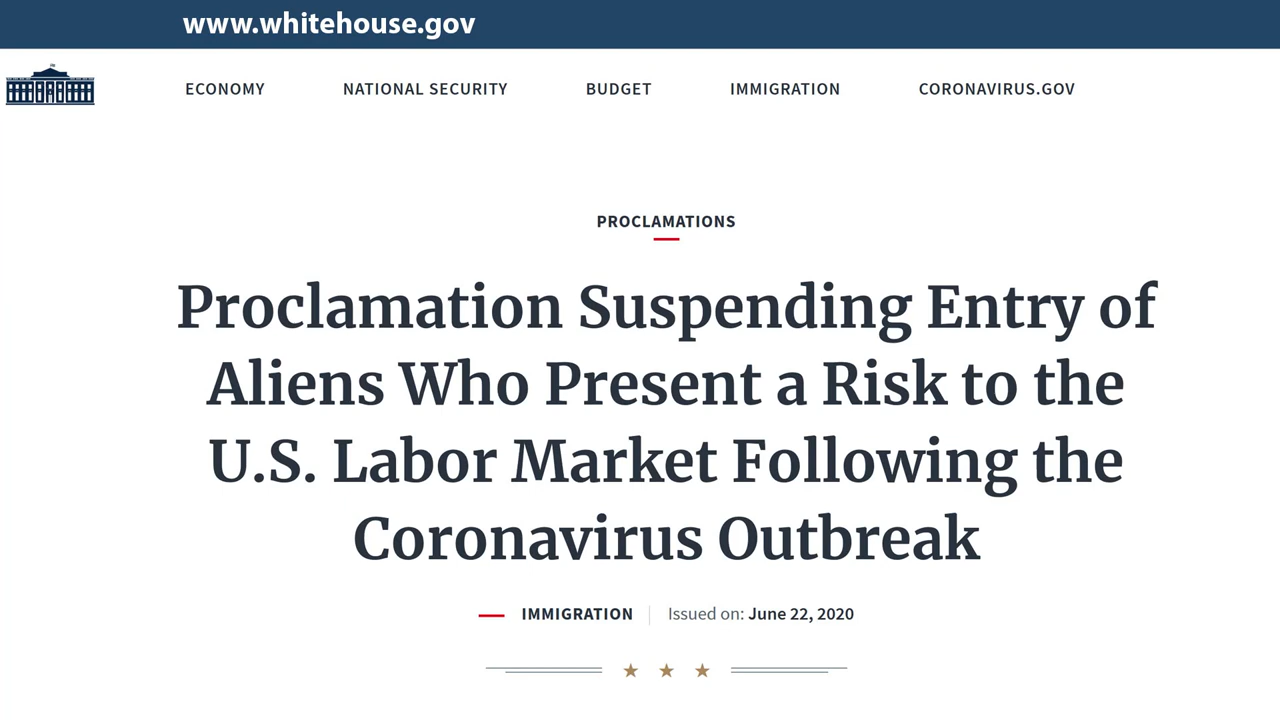 www.whitehouse.gov
ECONOMY NATIONAL SECURITY BUDGET IMMIGRATION CORONAVIRUS.GOV
PROCLAMATIONS
Proclamation Suspending Entry of
Aliens Who Present a Risk to the
U.S. Labor Market Following the
Coronavirus Outbreak
IMMIGRATION Issued on: June 22, 2020